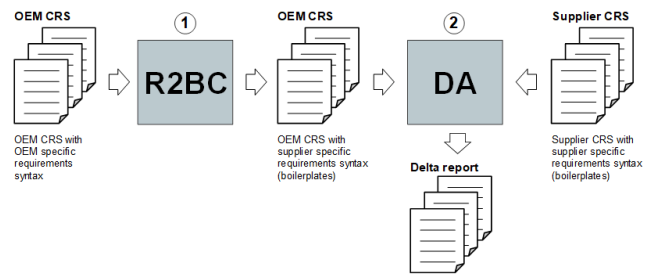 OEM CRS
1
OEM CRS
2
Supplier CRS
R2BC
DA
OEM CRS with
OEM specific
requirements
syntax
OEM CRS with
supplier specific
requirements syntax
(boilerplates)
Supplier CRS with
supplier specific
requirements syntax
(boilerplates)
Delta report